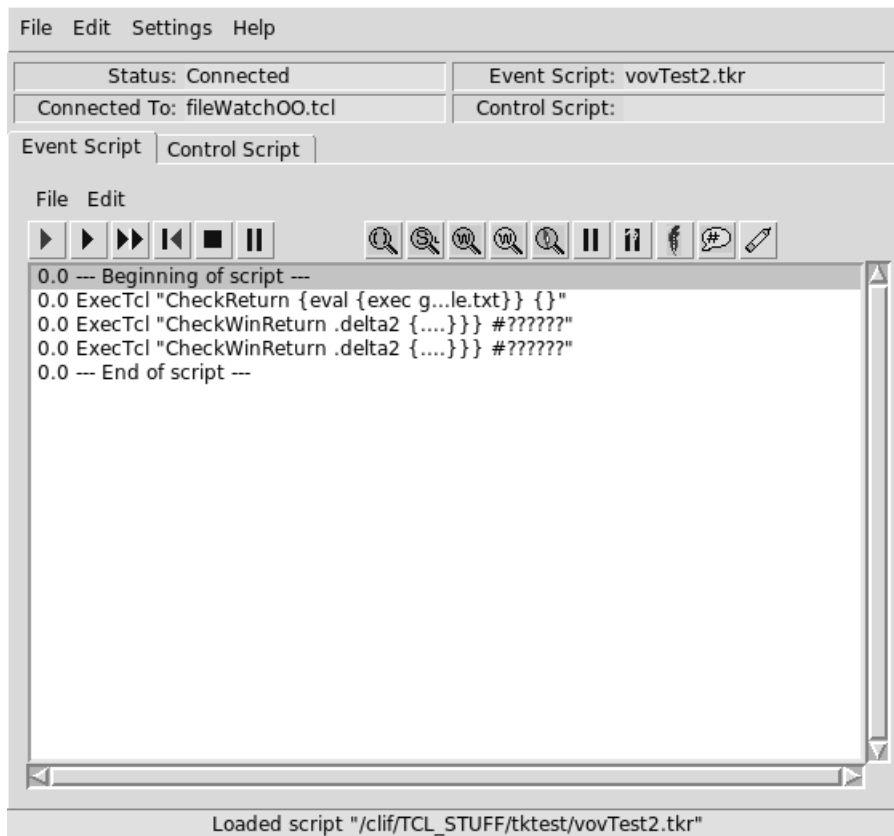 File Edit Settings Help
Status: Connected
Event Script: vovTest2.tkr
Connected To: fileWatchOO.tcl
Control Script:
Event Script
Control Script
File Edit
0.0 --- Beginning of script ---
0.0 ExecTcl "CheckReturn {eval {exec g...le.txt}} {}"
0.0 ExecTcl "CheckWinReturn .delta2 {....}}} #??????"
0.0 ExecTcl "CheckWinReturn .delta2 {....}}} #??????"
0.0 --- End of script ---
Loaded script "/clif/TCL_STUFF/tktest/vovTest2.tkr"